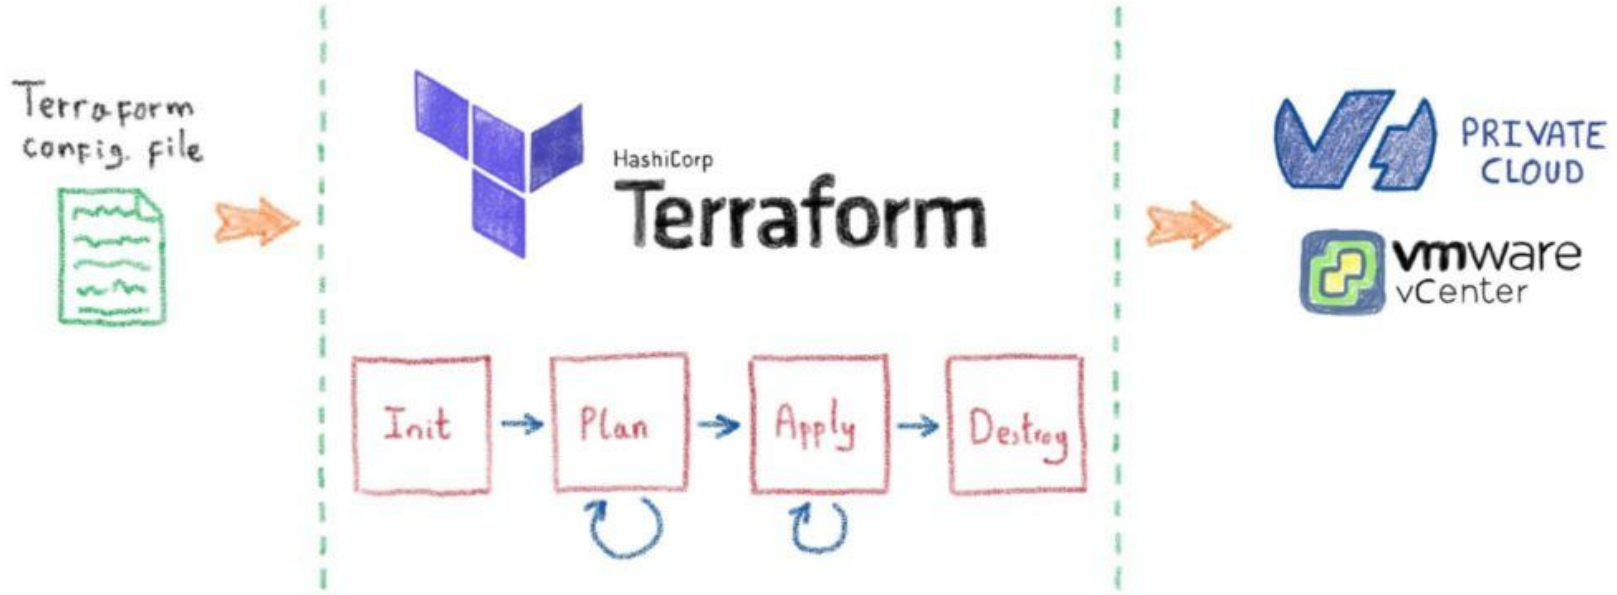 Terraform
config. file
HashiCorp
Terraform
PRIVATE
CLOUD
vmware
vCenter
Init
Plan
Apply
Destroy